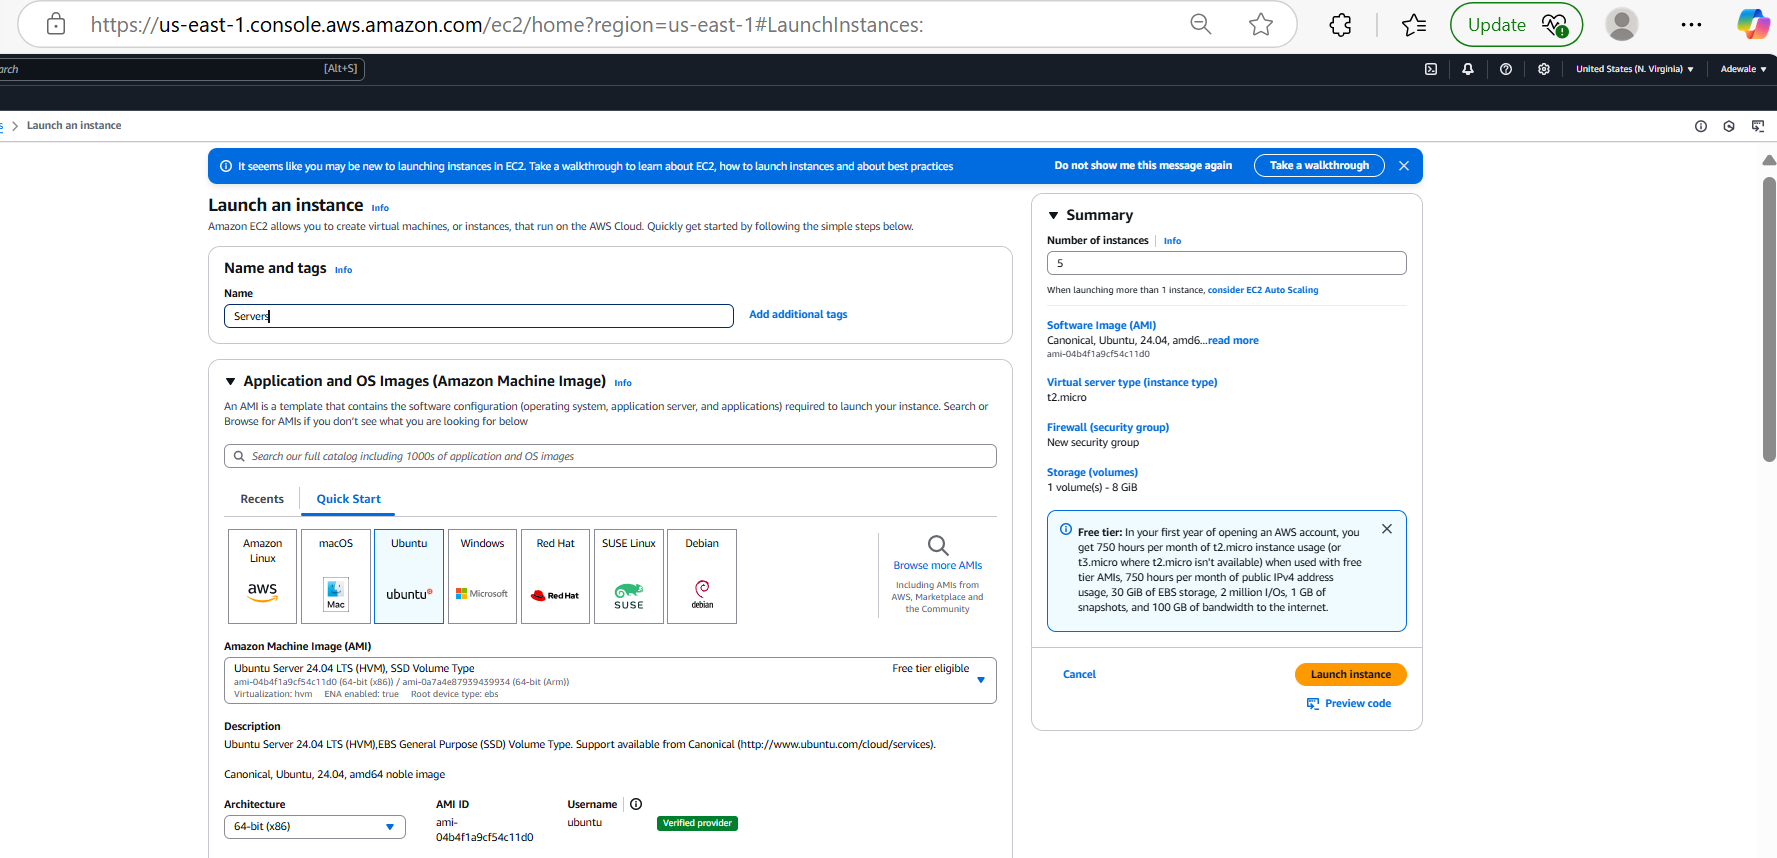 https://us-east-1.console.aws.amazon.com/ec2/home?region=us-east-1#LaunchInstances:
Update
arch
[Alt+S]
United States (N. Virginia)
Adewale
s
Launch an instance
It seeems like you may be new to launching instances in EC2. Take a walkthrough to learn about EC2, how to launch instances and about best practices
Do not show me this message again
Take a walkthrough
Launch an instance Info
Amazon EC2 allows you to create virtual machines, or instances, that run on the AWS Cloud. Quickly get started by following the simple steps below.
Name and tags Info
Name
Servers
Add additional tags
Application and OS Images (Amazon Machine Image) Info
An AMI is a template that contains the software configuration (operating system, application server, and applications) required to launch your instance. Search or
Browse for AMIs if you don't see what you are looking for below
Search our full catalog including 1000s of application and OS images
Recents
Quick Start
Amazon
Linux
aws
macOS
Mac
Ubuntu
ubuntu
Windows
Microsoft
Red Hat
Red Hat
SUSE Linux
SUSE
Debian
debian
Browse more AMIs
Including AMIs from
AWS, Marketplace and
the Community
Amazon Machine Image (AMI)
Ubuntu Server 24.04 LTS (HVM), SSD Volume Type
Free tier eligible
ami-04b4f1a9cf54c11d0 (64-bit (x86)) / ami-0a7a4e87939439934 (64-bit (Arm))
Virtualization: hvm ENA enabled: true Root device type: ebs
Description
Ubuntu Server 24.04 LTS (HVM),EBS General Purpose (SSD) Volume Type. Support available from Canonical (http://www.ubuntu.com/cloud/services).
Canonical, Ubuntu, 24.04, amd64 noble image
Architecture
64-bit (x86)
AMI ID
ami-
04b4f1a9cf54c11d0
Username
ubuntu
Verified provider
Summary
Number of instances Info
5
When launching more than 1 instance, consider EC2 Auto Scaling
Software Image (AMI)
Canonical, Ubuntu, 24.04, amd6...read more
ami-04b4f1a9cf54c11d0
Virtual server type (instance type)
t2.micro
Firewall (security group)
New security group
Storage (volumes)
1 volume(s) - 8 GiB
Free tier: In your first year of opening an AWS account, you
get 750 hours per month of t2.micro instance usage (or
t3.micro where t2.micro isn't available) when used with free
tier AMIs, 750 hours per month of public IPv4 address
usage, 30 GiB of EBS storage, 2 million I/Os, 1 GB of
snapshots, and 100 GB of bandwidth to the internet.
Cancel
Launch instance
Preview code